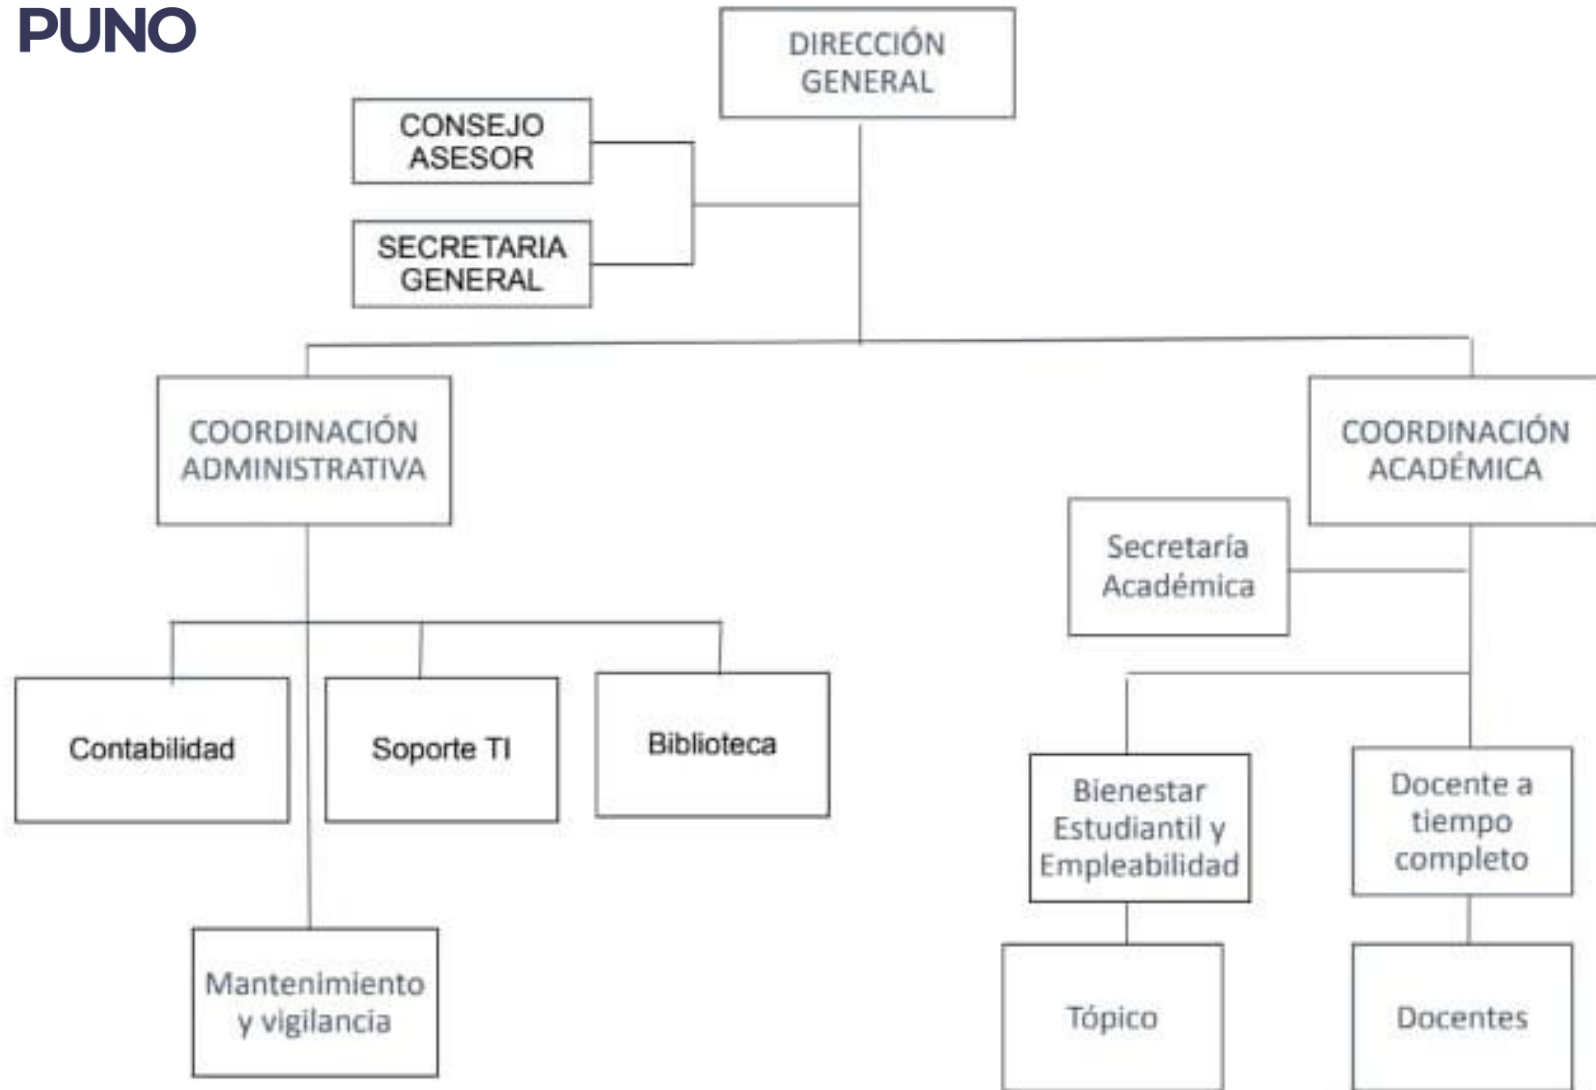 PUNO
DIRECCIÓN
GENERAL
CONSEJO
ASESOR
SECRETARIA
GENERAL
COORDINACIÓN
ADMINISTRATIVA
COORDINACIÓN
ACADÉMICA
Secretaría
Académica
Contabilidad
Soporte TI
Biblioteca
Bienestar
Estudiantil y
Empleabilidad
Docente a
tiempo
completo
Mantenimiento
y vigilancia
Tópico
Docentes